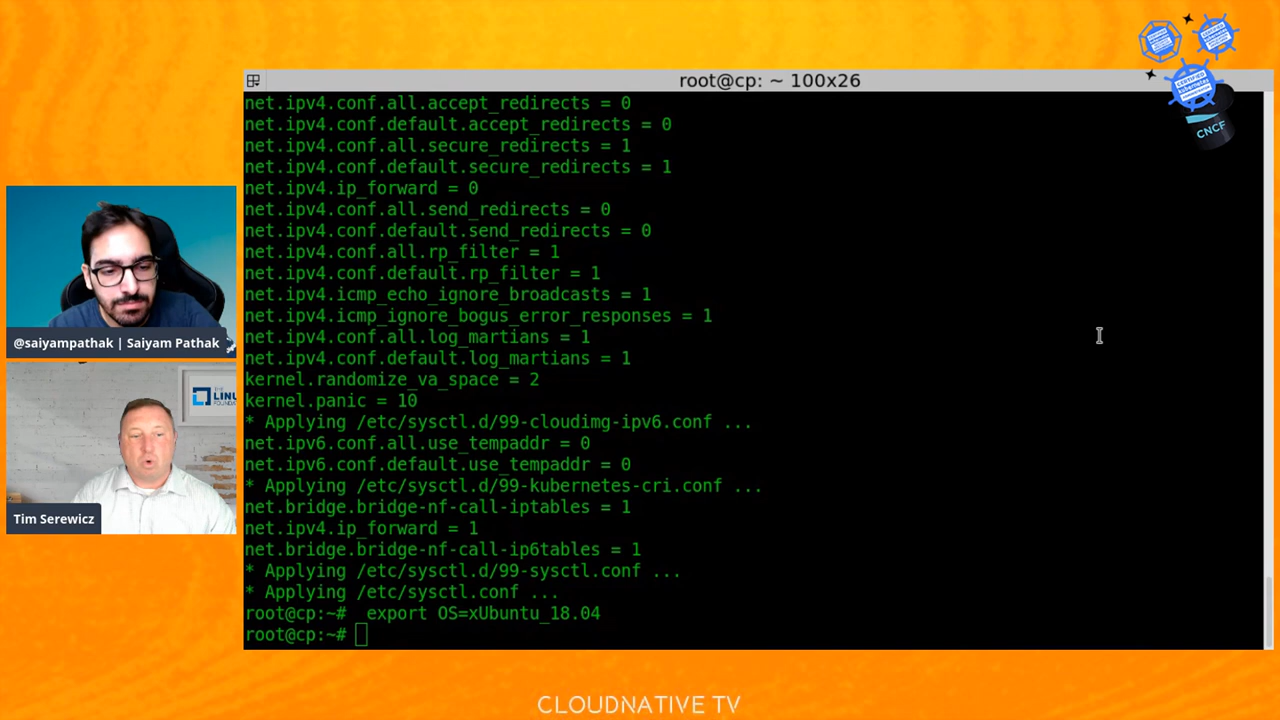 root@cp: ~ 100x26
net.ipv4.conf.all.accept_redirects = 0
net.ipv4.conf.default.accept_redirects = 0
net.ipv4.conf.all.secure_redirects = 1
net.ipv4.conf.default.secure_redirects = 1
net.ipv4.ip_forward = 0
net.ipv4.conf.all.send_redirects = 0
net.ipv4.conf.default.send_redirects = 0
net.ipv4.conf.all.rp_filter = 1
net.ipv4.conf.default.rp_filter = 1
net.ipv4.icmp_echo_ignore_broadcasts = 1
net.ipv4.icmp_ignore_bogus_error_responses = 1
net.ipv4.conf.all.log_martians = 1
net.ipv4.conf.default.log_martians = 1
kernel.randomize_va_space = 2
kernel.panic = 10
* Applying /etc/sysctl.d/99-cloudimg-ipv6.conf ...
net.ipv6.conf.all.use_tempaddr = 0
net.ipv6.conf.default.use_tempaddr = 0
* Applying /etc/sysctl.d/99-kubernetes-cri.conf ...
net.bridge.bridge-nf-call-iptables = 1
net.ipv4.ip_forward = 1
net.bridge.bridge-nf-call-ip6tables = 1
* Applying /etc/sysctl.d/99-sysctl.conf ...
* Applying /etc/sysctl.conf ...
root@cp:~#  export OS=xUbuntu_18.04
root@cp:~#
CNCF
@saiyampathak | Saiyam Pathak
THE
LINU
FOUNDA
Tim Serewicz
CLOUDNATIVE TV